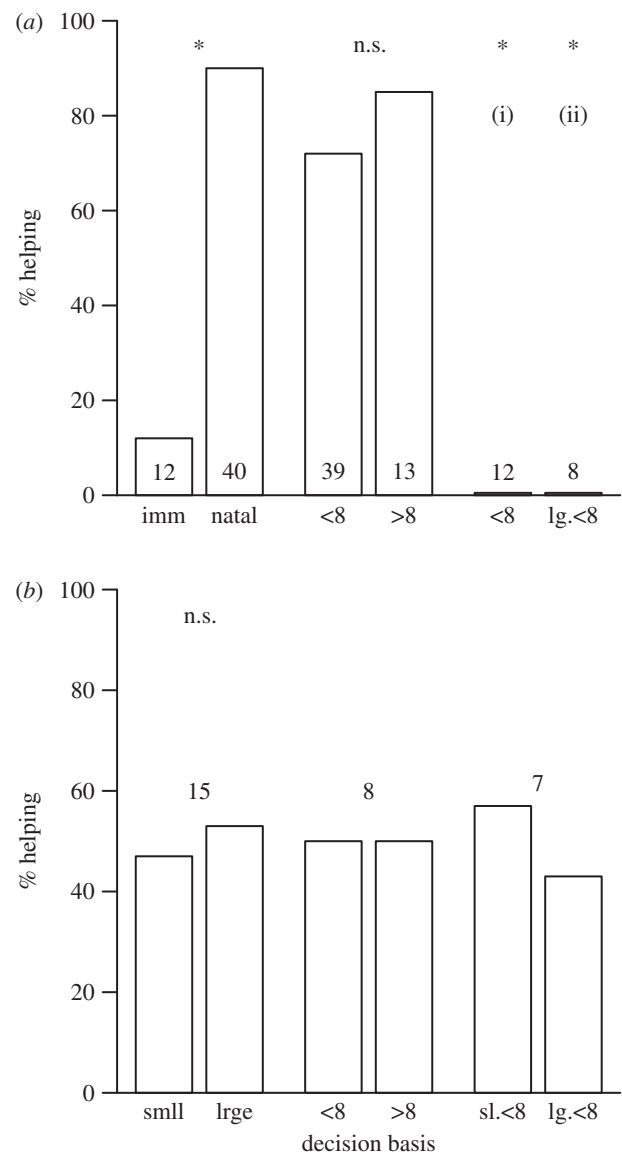 (a)
100
* n.s. * *
80
(i) (ii)
60
% helping
40
20
12 40 39 13 12 8
0
imm natal <8 >8 <8 lg.<8
(b)
100
n.s.
80
60
15 8 7
% helping
40
20
0
smll lrge <8 >8 sl.<8 lg.<8
decision basis